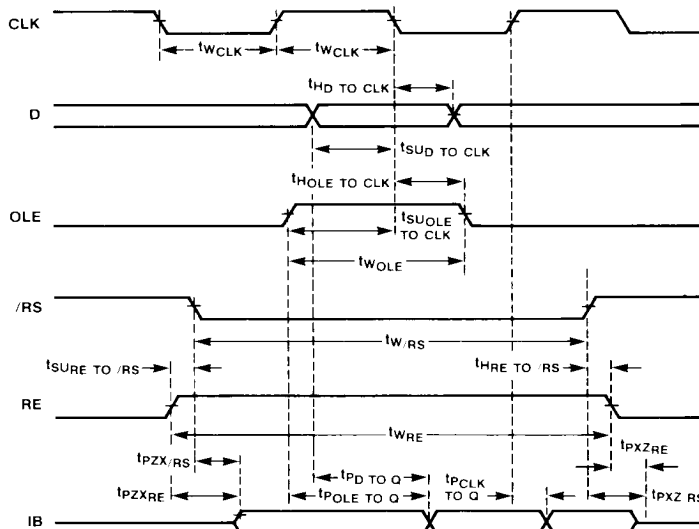 CLK
tWCLK tWCLK
tHD TO CLK
D
tSUD TO CLK
tHOLE TO CLK
OLE
tSUOLE
TO CLK
tWOLE
/RS
tW/RS
tSURE TO /RS
tHRE TO /RS
RE
tWRE
tPXZRE
tPZX/RS
tPD TO Q
tPCLK
tPZXRE
tPOLE TO Q
TO Q
tPXZ RS
IB